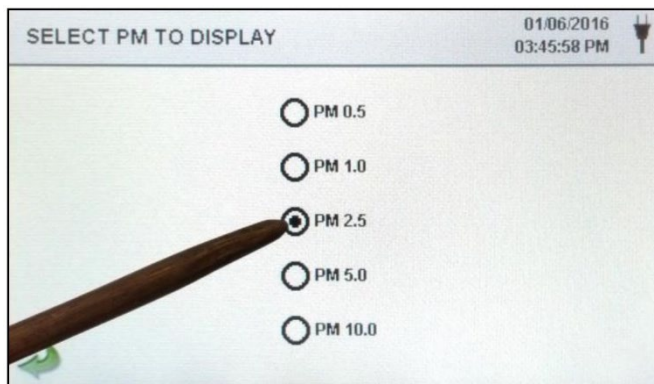 SELECT PM TO DISPLAY
01/06/2016
03:45:58 PM
PM 0.5
PM 1.0
PM 2.5
PM 5.0
PM 10.0